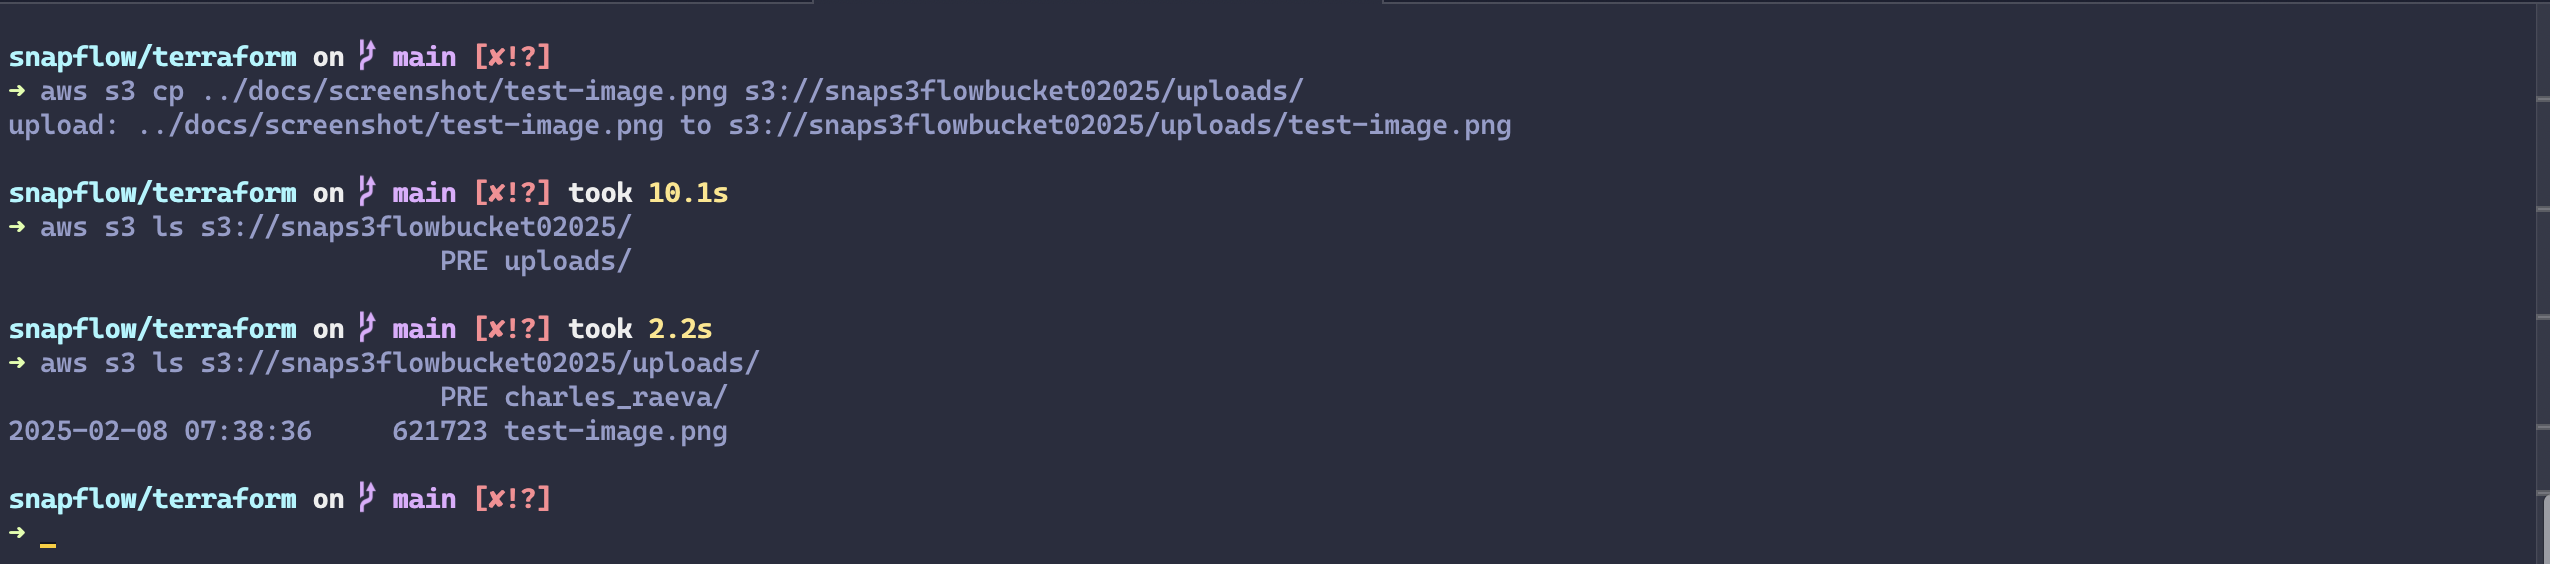 snapflow/terraform on main [✘!?]
➜ aws s3 cp ../docs/screenshot/test-image.png s3://snaps3flowbucket02025/uploads/
upload: ../docs/screenshot/test-image.png to s3://snaps3flowbucket02025/uploads/test-image.png
snapflow/terraform on main [✘!?] took 10.1s
➜ aws s3 ls s3://snaps3flowbucket02025/
PRE uploads/
snapflow/terraform on main [✘!?] took 2.2s
➜ aws s3 ls s3://snaps3flowbucket02025/uploads/
PRE charles_raeva/
2025-02-08 07:38:36 621723 test-image.png
snapflow/terraform on main [✘!?]
➜ _